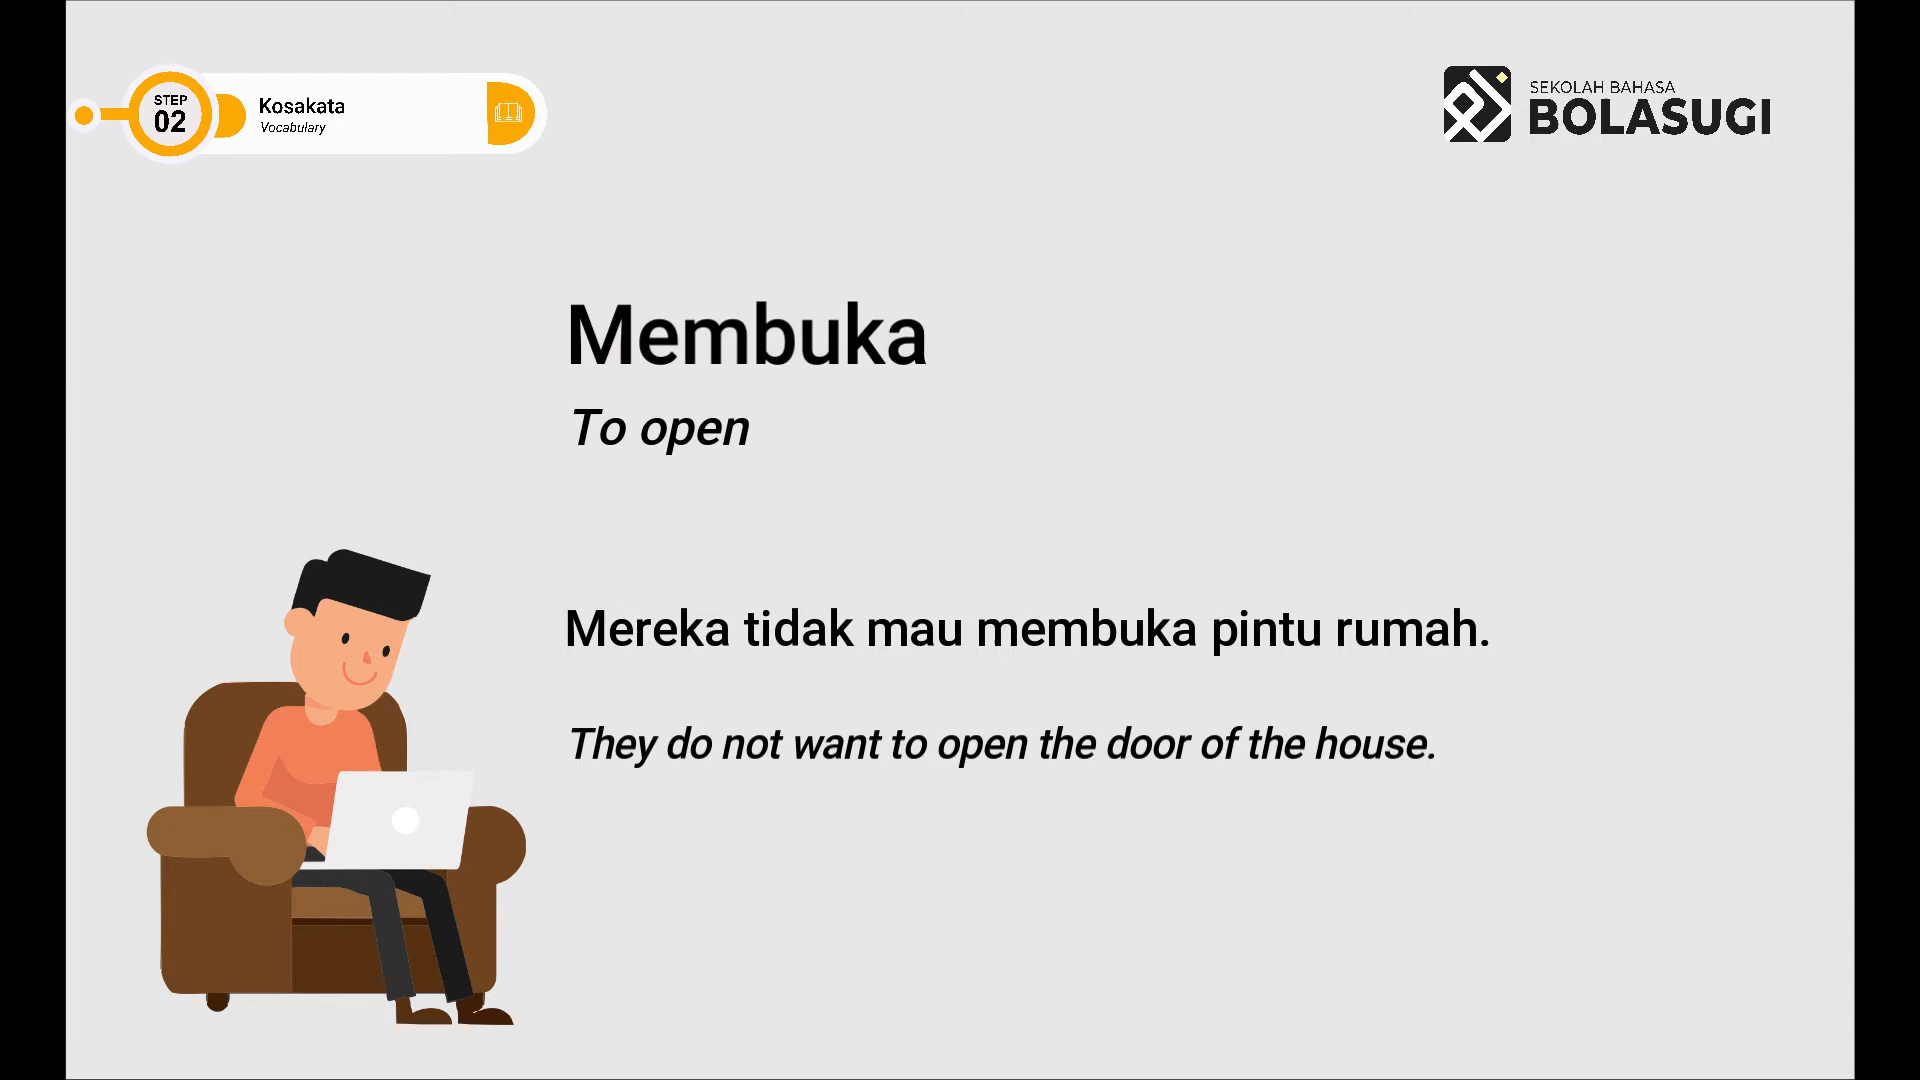 STEP
02
Kosakata
Vocabulary
SEKOLAH BAHASA
BOLASUGI
Membuka
To open
Mereka tidak mau membuka pintu rumah.
They do not want to open the door of the house.